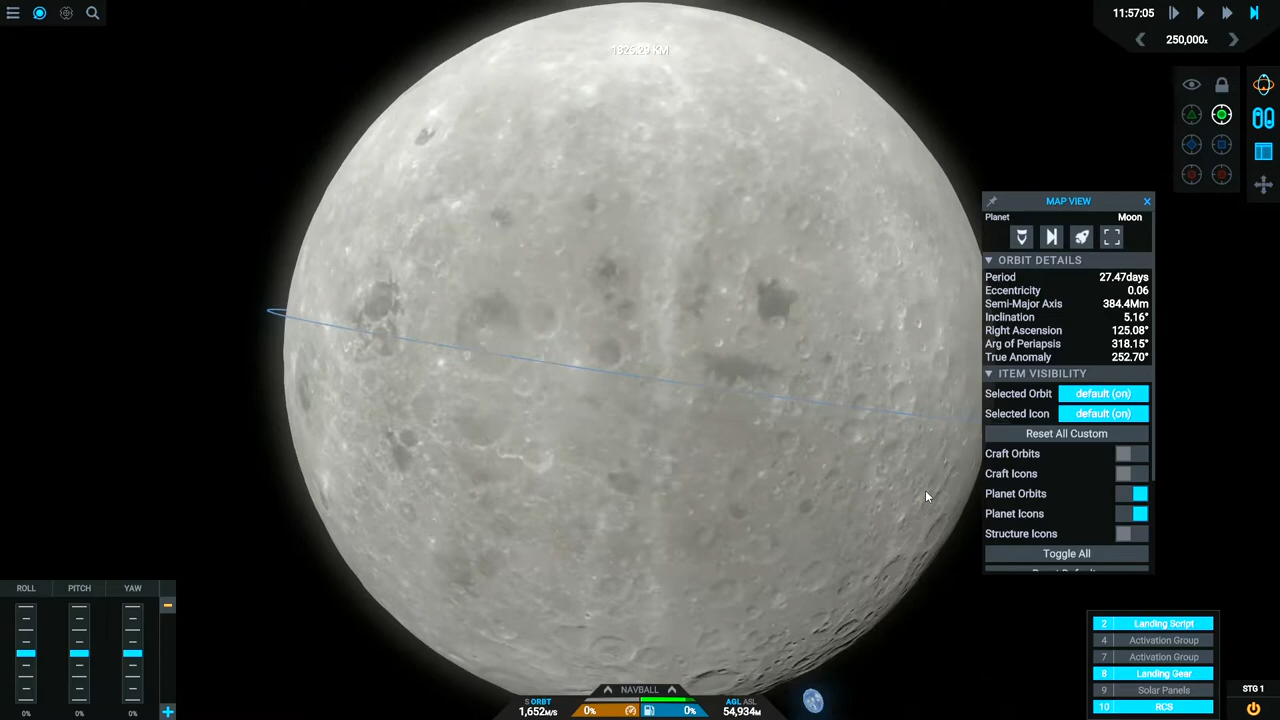 11:57:05
250,000x
1826.29 KM
MAP VIEW
Planet Moon
ORBIT DETAILS
Period 27.47days
Eccentricity 0.06
Semi-Major Axis 384.4Mm
Inclination 5.16°
Right Ascension 125.08°
Arg of Periapsis 318.15°
True Anomaly 252.70°
ITEM VISIBILITY
Selected Orbit default (on)
Selected Icon default (on)
Reset All Custom
Craft Orbits
Craft Icons
Planet Orbits
Planet Icons
Structure Icons
Toggle All
ROLL PITCH YAW
0% 0% 0%
NAVBALL
S ORBT
1,652M/S
0%
0%
AGL ASL
54,934M
2 Landing Script
4 Activation Group
7 Activation Group
8 Landing Gear
9 Solar Panels
10 RCS
STG 1